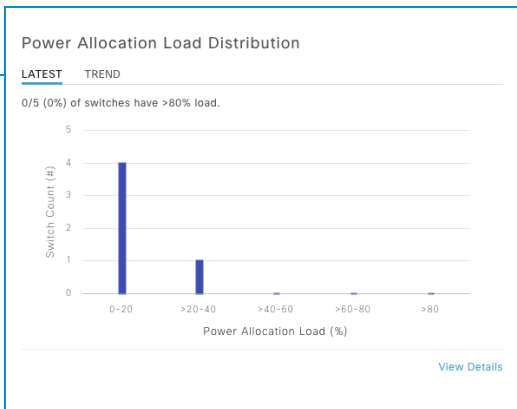 Power Allocation Load Distribution
LATEST TREND
0/5 (0%) of switches have >80% load.
5
4
3
2
1
0
Switch Count (#)
0-20 >20-40 >40-60 >60-80 >80
Power Allocation Load (%)
View Details